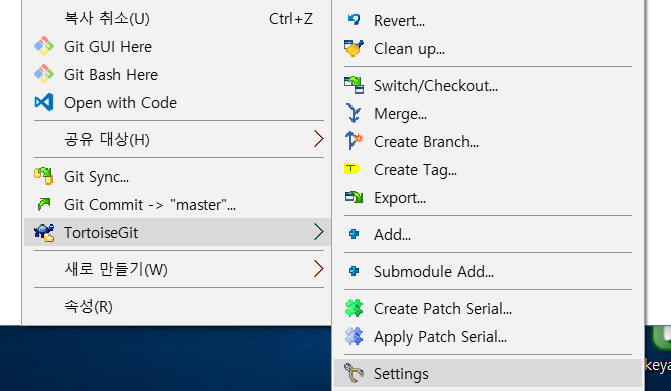 복사 취소(U) Ctrl+Z
Git GUI Here
Git Bash Here
Open with Code
공유 대상(H)
Git Sync...
Git Commit -> "master"...
TortoiseGit
새로 만들기(W)
속성(R)
Revert...
Clean up...
Switch/Checkout...
Merge...
Create Branch...
Create Tag...
Export...
Add...
Submodule Add...
Create Patch Serial...
Apply Patch Serial...
Settings